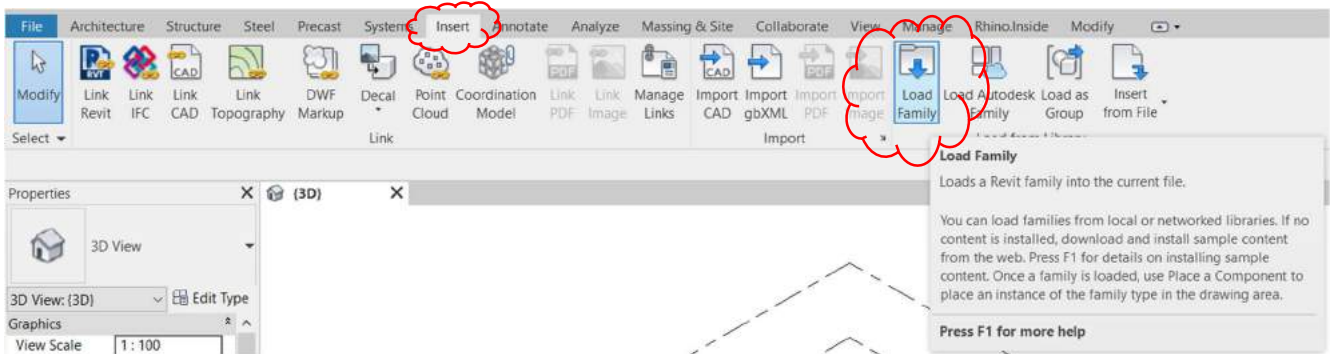 File Architecture Structure Steel Precast Systems Insert Annotate Analyze Massing & Site Collaborate View Manage Rhino.Inside Modify
Modify
Link Revit
Link IFC
Link CAD
Link Topography
DWF Markup
Decal
Point Cloud
Coordination Model
Link PDF
Link Image
Manage Links
Import CAD
Import gbXML
Import PDF
Import Image
Load Family
Load Autodesk Family
Load as Group
Insert from File
Select
Link
Import
Load from Library
Properties
{3D}
3D View
3D View: {3D}
Edit Type
Graphics
View Scale
1 : 100
Load Family
Loads a Revit family into the current file.
You can load families from local or networked libraries. If no
content is installed, download and install sample content
from the web. Press F1 for details on installing sample
content. Once a family is loaded, use Place a Component to
place an instance of the family type in the drawing area.
Press F1 for more help